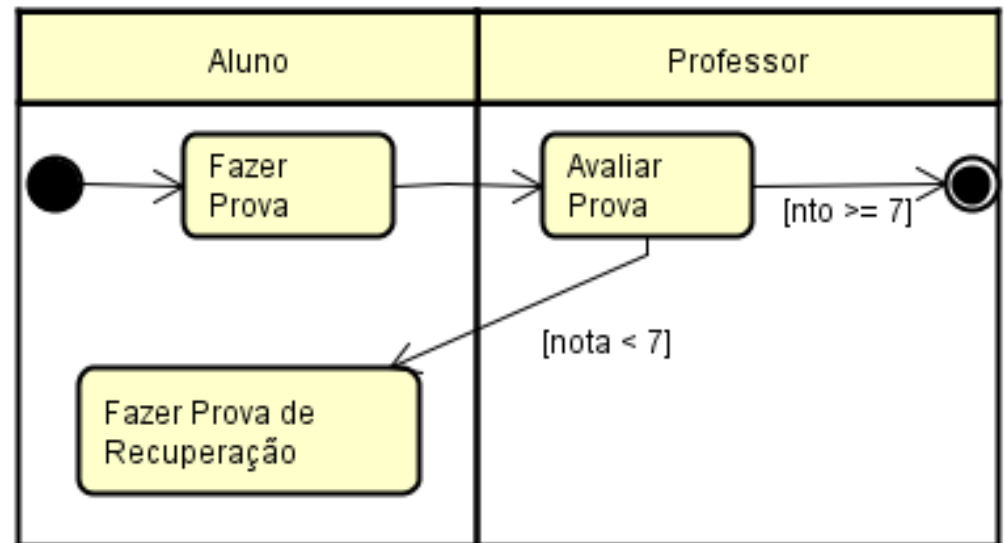 Aluno
Professor
Fazer
Prova
Avaliar
Prova
[nto >= 7]
[nota < 7]
Fazer Prova de
Recuperação